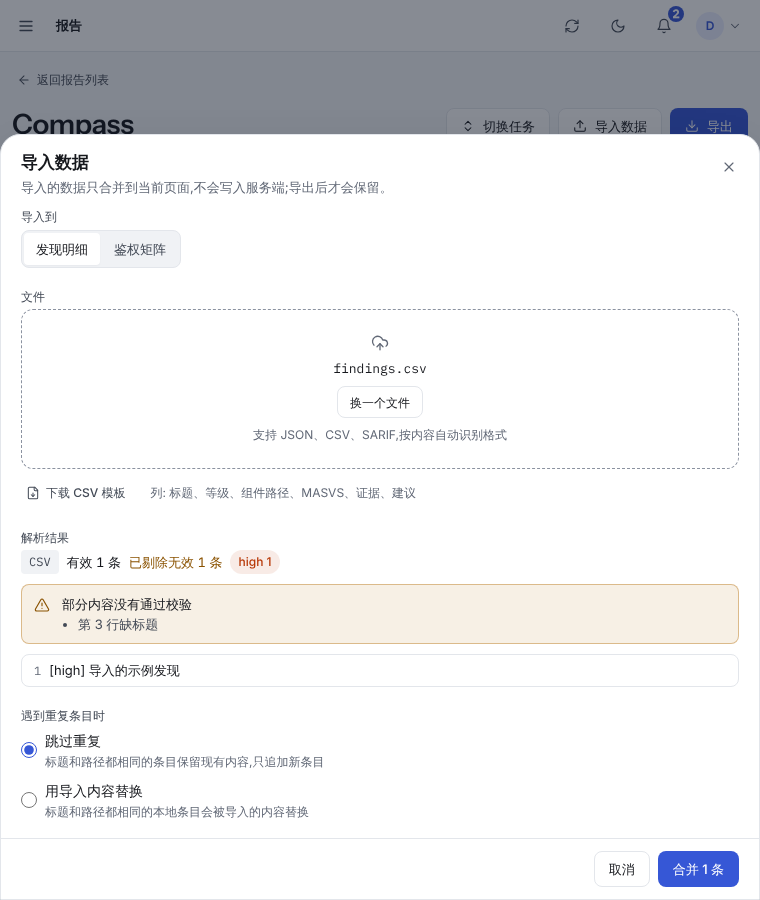 报告
2
D
返回报告列表
Compass
切换任务
导入数据
导出
导入数据
导入的数据只合并到当前页面,不会写入服务端;导出后才会保留。
导入到
发现明细
鉴权矩阵
文件
findings.csv
换一个文件
支持 JSON、CSV、SARIF,按内容自动识别格式
下载 CSV 模板
列: 标题、等级、组件路径、MASVS、证据、建议
解析结果
CSV 有效 1 条 已剔除无效 1 条 high 1
部分内容没有通过校验
• 第 3 行缺标题
1 [high] 导入的示例发现
遇到重复条目时
跳过重复
标题和路径都相同的条目保留现有内容,只追加新条目
用导入内容替换
标题和路径都相同的本地条目会被导入的内容替换
取消
合并 1 条